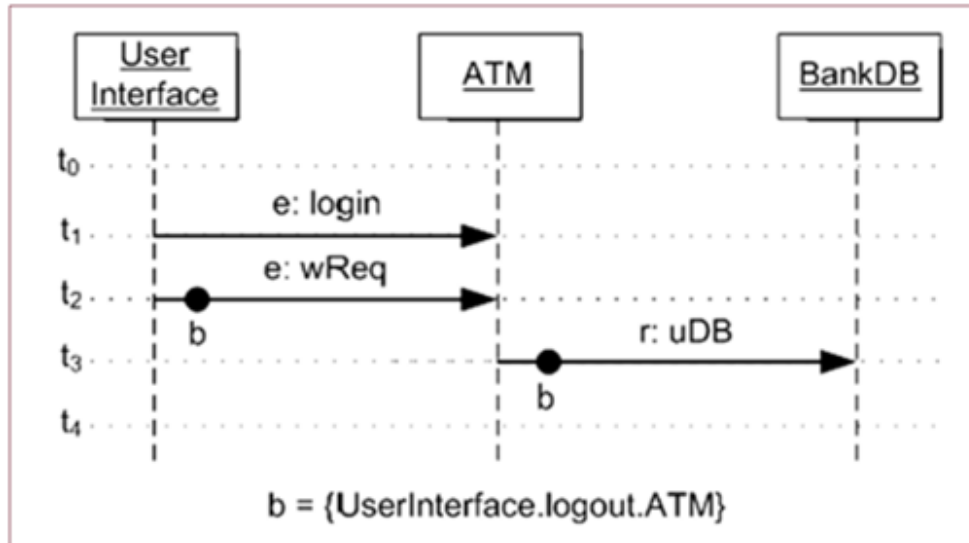 User
Interface
ATM
BankDB
t0
e: login
t1
e: wReq
t2
b
r: uDB
t3
b
t4
b = {UserInterface.logout.ATM}